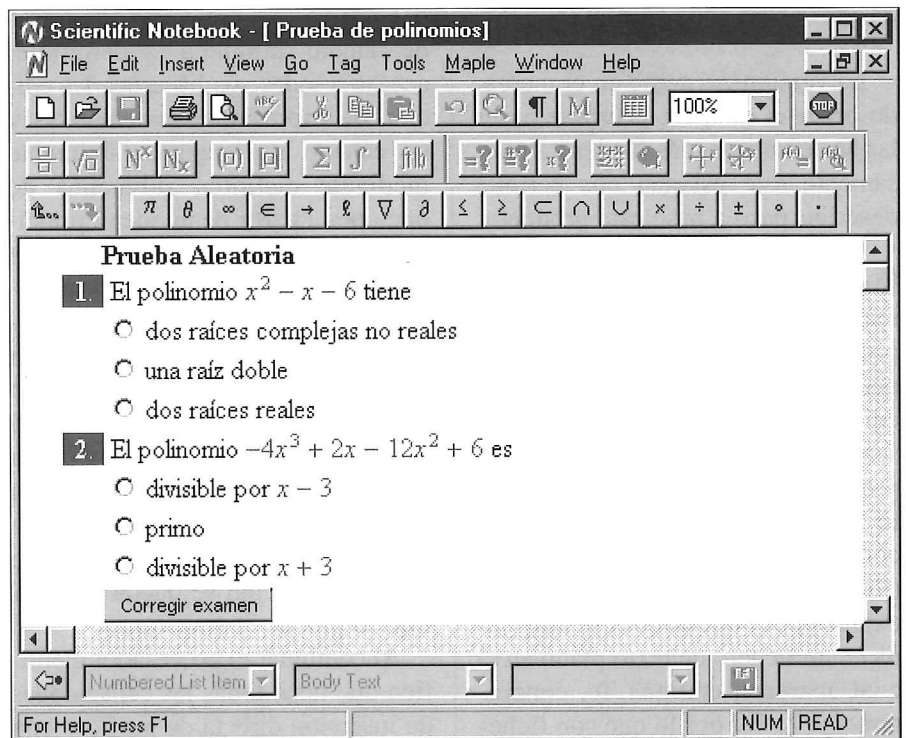 Scientific Notebook - [ Prueba de polinomios]
File Edit Insert View Go Tag Tools Maple Window Help
100% STOP
π θ ∞ ∈ → ℓ ∇ ∂ ≤ ≥ ⊂ ∩ ∪ × ÷ ± ∘ ·
Prueba Aleatoria
1. El polinomio x² − x − 6 tiene
dos raíces complejas no reales
una raíz doble
dos raíces reales
2. El polinomio −4x³ + 2x − 12x² + 6 es
divisible por x − 3
primo
divisible por x + 3
Corregir examen
Numbered List Item Body Text
For Help, press F1 NUM READ